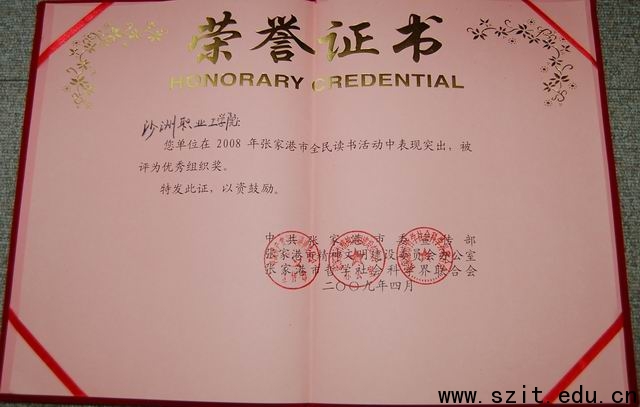 www.szit.edu.cn
荣誉证书
HONORARY CREDENTIAL
沙洲职业工学院
您单位在 2008 年张家港市全民读书活动中表现突出，被
评为优秀组织奖。
特发此证，以资鼓励。
中共张家港市委宣传部
张家港市精神文明建设委员会办公室
张家港市哲学社会科学界联合会
二〇〇九年四月
www.szit.edu.cn